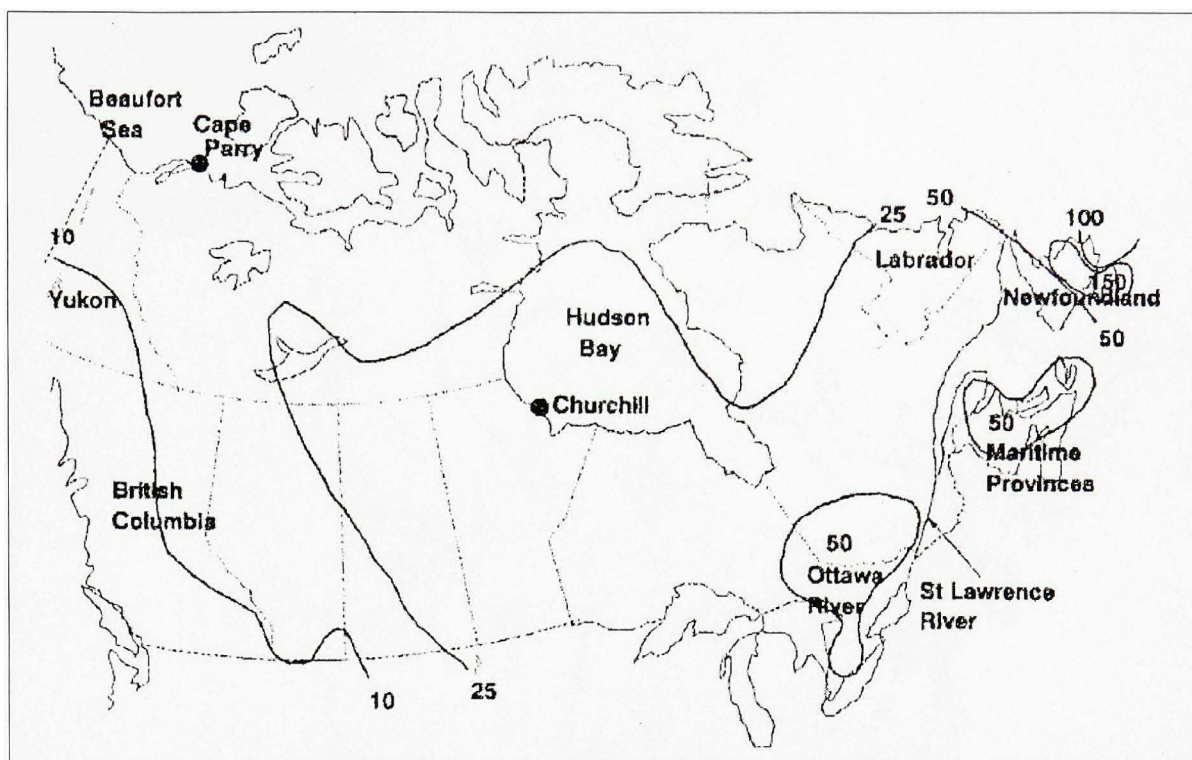 Beaufort
Sea
Cape
Parry
10
Yukon
25
50
100
Labrador
150
Newfoundland
50
Hudson
Bay
Churchill
50
Maritime
Provinces
British
Columbia
50
Ottawa
River
St Lawrence
River
10
25